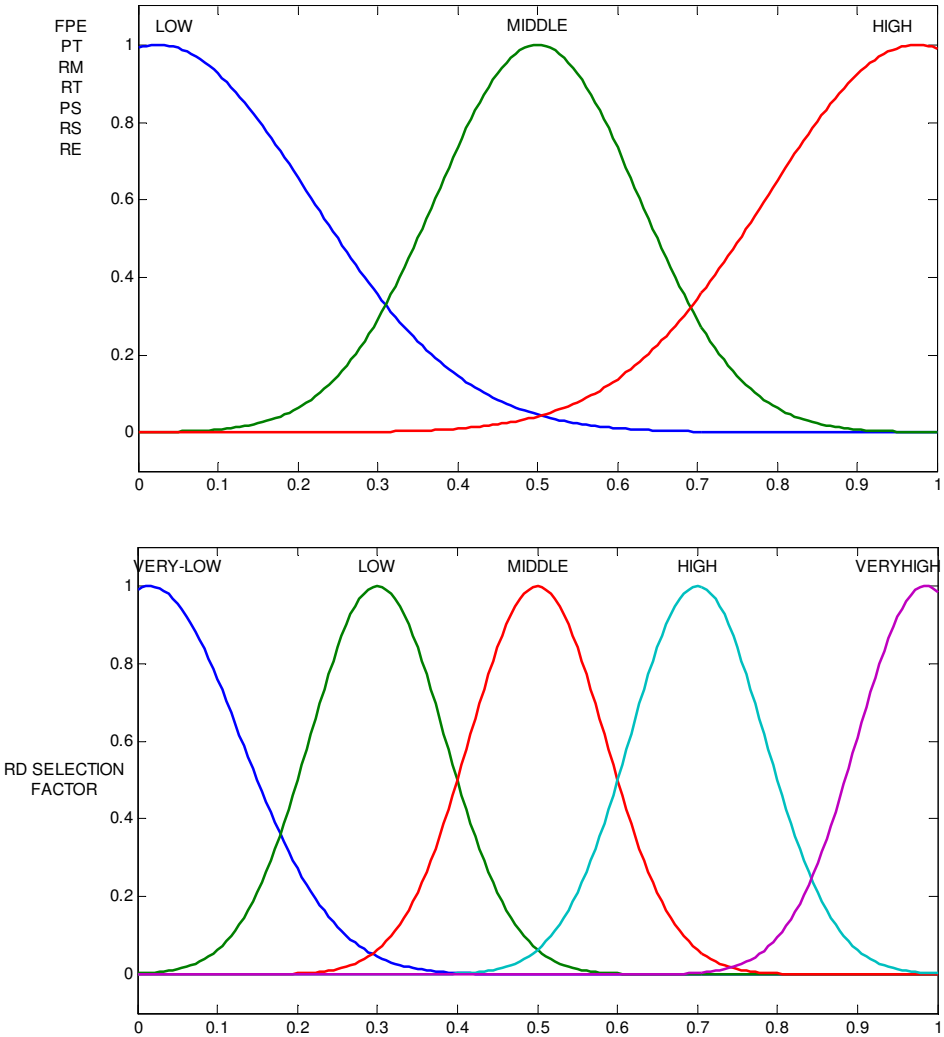 FPE
PT
RM
RT
PS
RS
RE
LOW
MIDDLE
HIGH
1
0.8
0.6
0.4
0.2
0
0 0.1 0.2 0.3 0.4 0.5 0.6 0.7 0.8 0.9 1
VERY-LOW
LOW
MIDDLE
HIGH
VERYHIGH
RD SELECTION
FACTOR
1
0.8
0.6
0.4
0.2
0
0 0.1 0.2 0.3 0.4 0.5 0.6 0.7 0.8 0.9 1